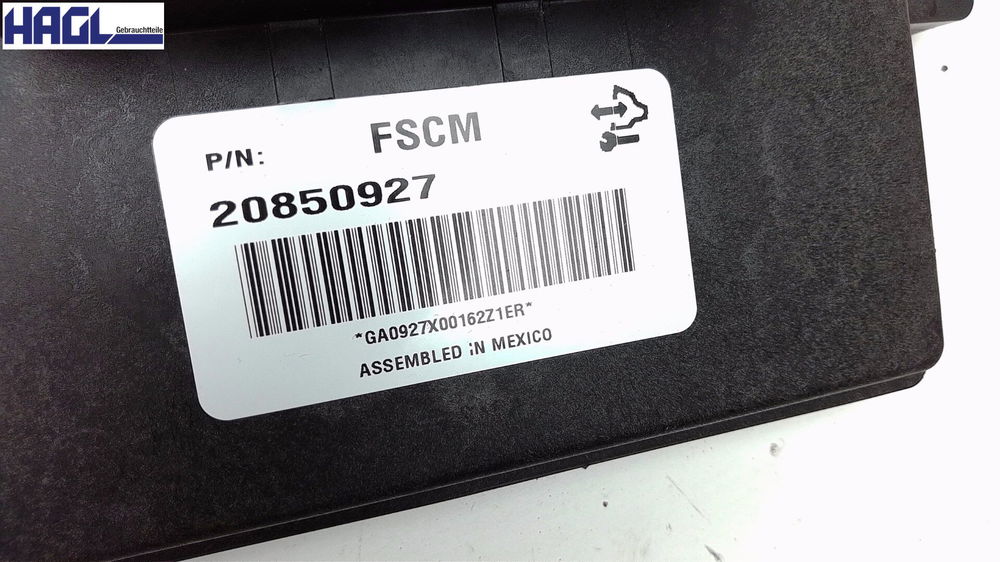 HAGL
Gebrauchtteile
FSCM
P/N:
20850927
*GA0927X00162Z1ER*
ASSEMBLED IN MEXICO